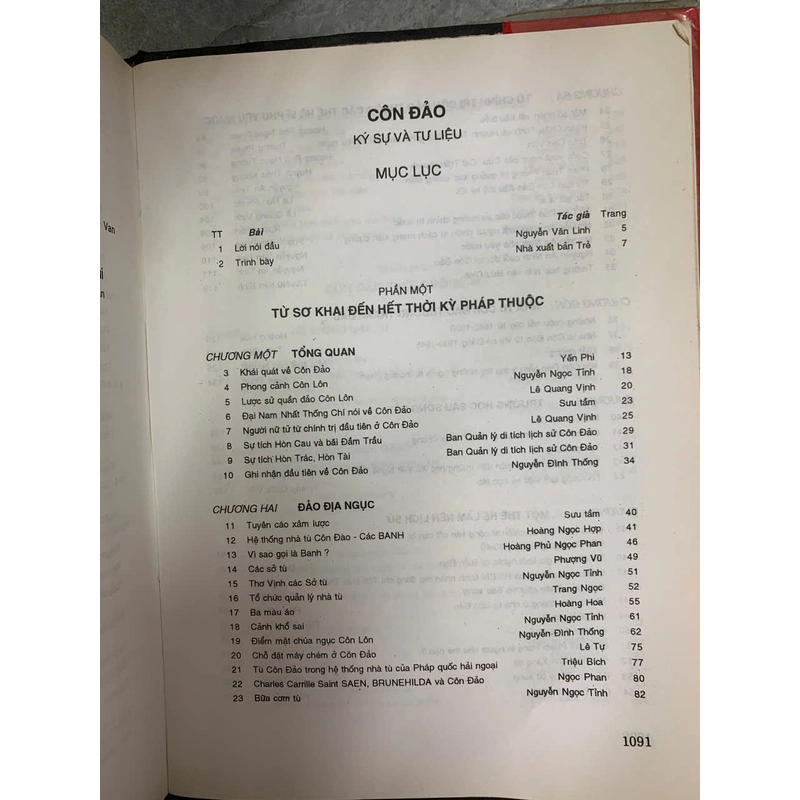 CÔN ĐẢO
KÝ SỰ VÀ TƯ LIỆU
MỤC LỤC
TT Bài Tác giả Trang
1 Lời nói đầu Nguyễn Văn Linh 5
2 Trình bày Nhà xuất bản Trẻ 7
PHẦN MỘT
TỪ SƠ KHAI ĐẾN HẾT THỜI KỲ PHÁP THUỘC
CHƯƠNG MỘT TỔNG QUAN
3 Khái quát về Côn Đảo Yến Phi 13
4 Phong cảnh Côn Lôn Nguyễn Ngọc Tỉnh 18
5 Lược sử quần đảo Côn Lôn Lê Quang Vịnh 20
6 Đại Nam Nhất Thống Chí nói về Côn Đảo Sưu tầm 23
7 Người nữ tử từ chính trị đầu tiên ở Côn Đảo Lê Quang Vịnh 25
8 Sự tích Hòn Cau và bãi Đầm Trầu Ban Quản lý di tích lịch sử Côn Đảo 29
9 Sự tích Hòn Trác, Hòn Tài Ban Quản lý di tích lịch sử Côn Đảo 31
10 Ghi nhận đầu tiên về Côn Đảo Nguyễn Đình Thống 34
CHƯƠNG HAI ĐẢO ĐỊA NGỤC
11 Tuyên cáo xâm lược Sưu tầm 40
12 Hệ thống nhà tù Côn Đảo - Các BANH Hoàng Ngọc Hợp 41
13 Vì sao gọi là Banh ? Hoàng Phủ Ngọc Phan 46
14 Các sở tù Phượng Vũ 49
15 Thơ Vịnh các Sở tù Nguyễn Ngọc Tỉnh 51
16 Tổ chức quản lý nhà tù Trang Ngọc 52
17 Ba màu áo Hoàng Hoa 55
18 Cảnh khổ sai Nguyễn Ngọc Tỉnh 61
19 Điểm mặt chúa ngục Côn Lôn Nguyễn Đình Thống 62
20 Chỗ đặt máy chém ở Côn Đảo Lê Tự 75
21 Tù Côn Đảo trong hệ thống nhà tù của Pháp quốc hải ngoại Triệu Bích 77
22 Charles Carrille Saint SAEN, BRUNEHILDA và Côn Đảo Ngọc Phan 80
23 Bữa cơm tù Nguyễn Ngọc Tỉnh 82
1091
Van